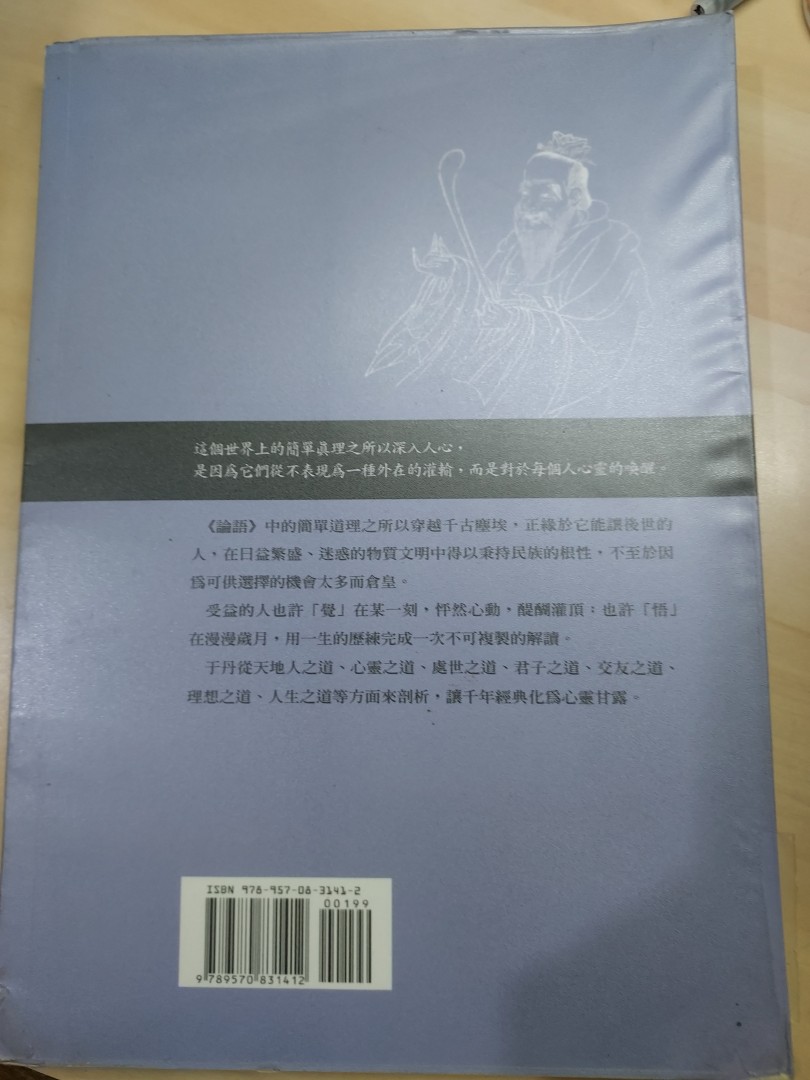 這個世界上的簡單真理之所以深入人心，
是因為它們從不表現為一種外在的灌輸，而是對於每個人心靈的喚醒。
《論語》中的簡單道理之所以穿越千古塵埃，正緣於它能讓後世的
人，在日益繁盛、迷惑的物質文明中得以秉持民族的根性，不至於因
為可供選擇的機會太多而倉皇。
受益的人也許「覺」在某一刻，怦然心動，醍醐灌頂；也許「悟」
在漫漫歲月，用一生的歷練完成一次不可複製的解讀。
于丹從天地人之道、心靈之道、處世之道、君子之道、交友之道、
理想之道、人生之道等方面來剖析，讓千年經典化為心靈甘露。
ISBN 978-957-08-3141-2
00199
9 789570 831412